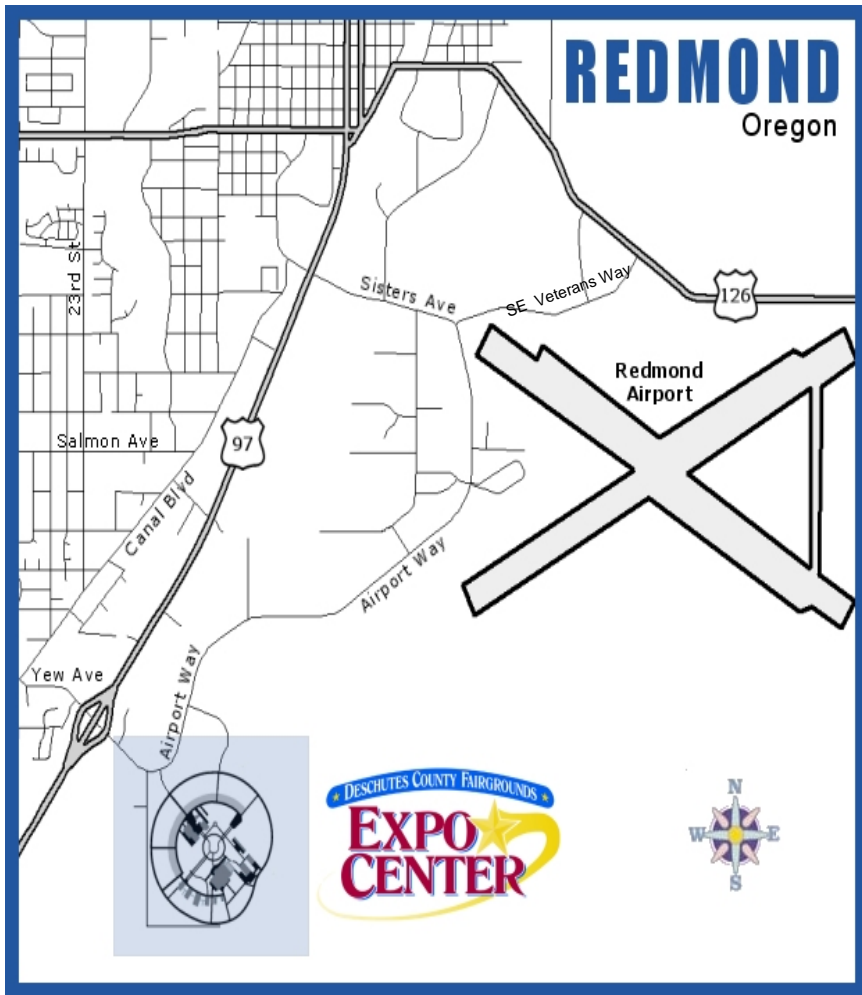 REDMOND
Oregon
23rd St
Sisters Ave
SE Veterans Way
126
Redmond
Airport
Salmon Ave
97
Canal Blvd
Airport Way
Yew Ave
Airport Way
DESCHUTES COUNTY FAIRGROUNDS
EXPO
CENTER
N
W E
S